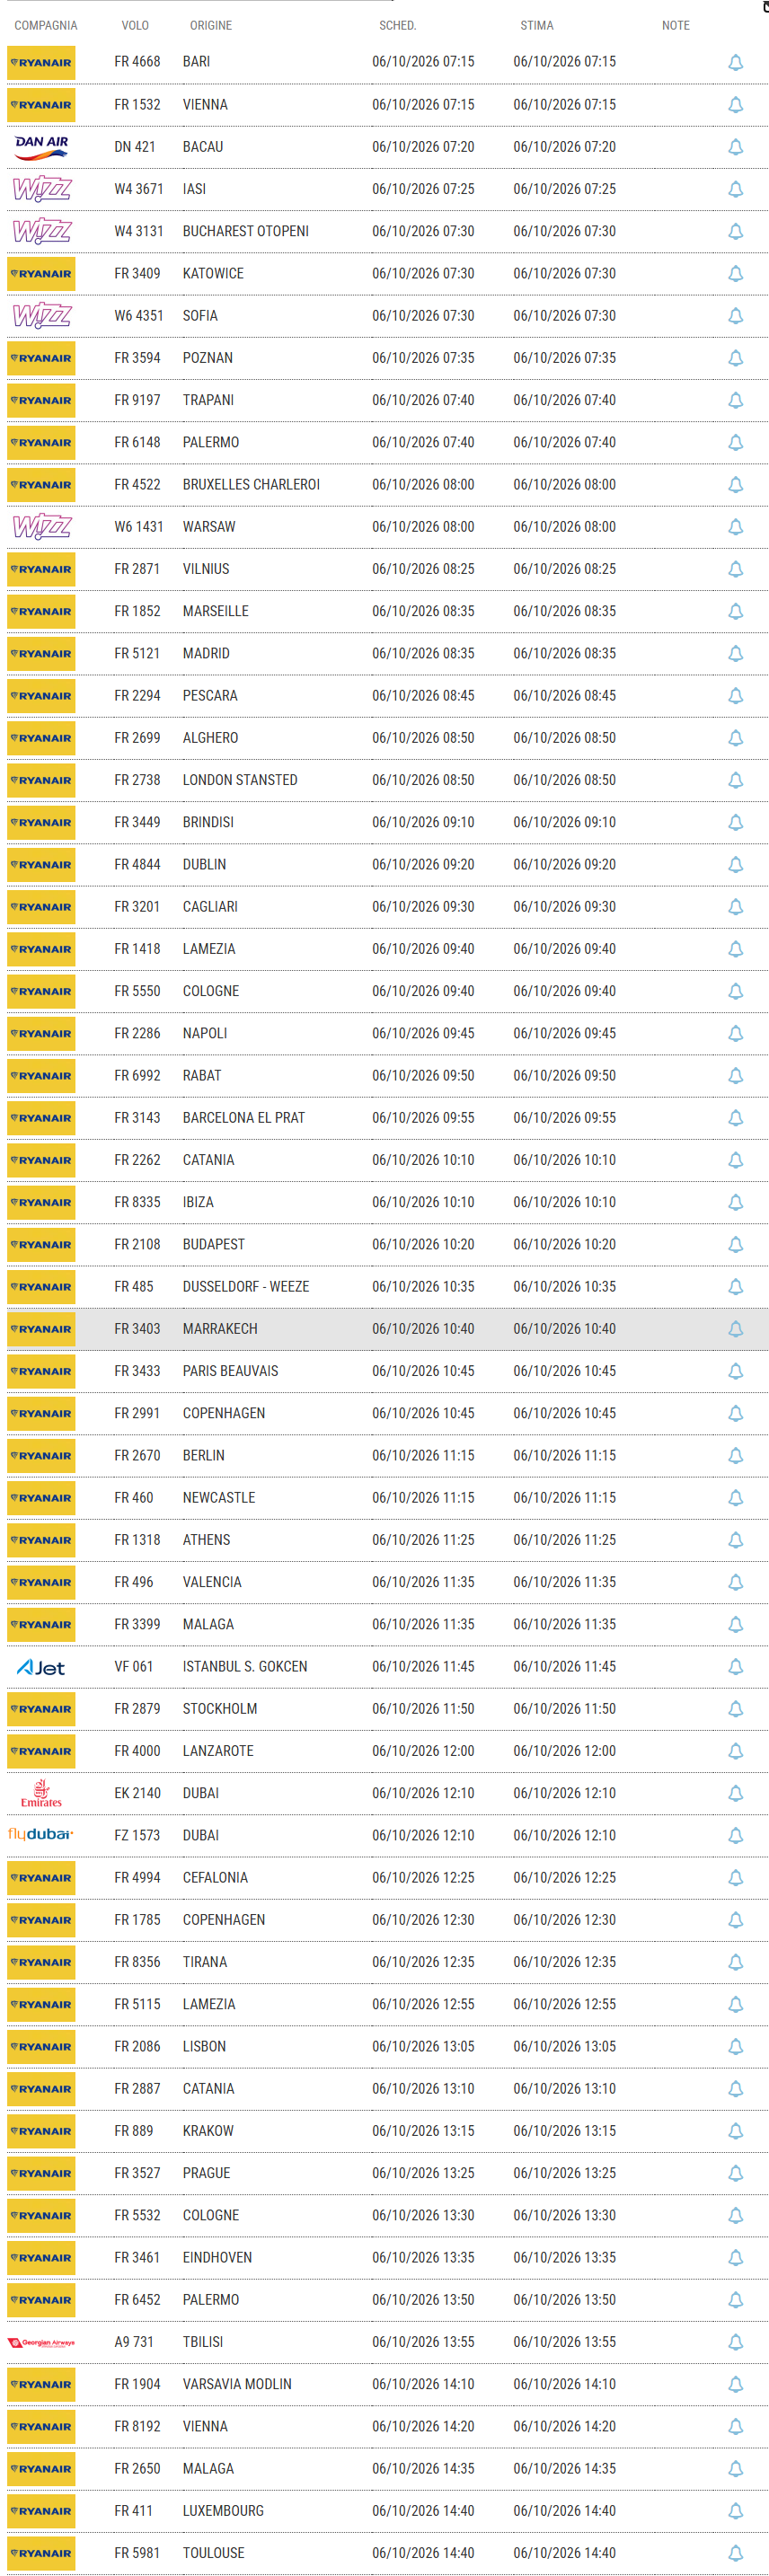 COMPAGNIA VOLO ORIGINE SCHED. STIMA NOTE
RYANAIR FR 4668 BARI 06/10/2026 07:15 06/10/2026 07:15
RYANAIR FR 1532 VIENNA 06/10/2026 07:15 06/10/2026 07:15
DAN AIR DN 421 BACAU 06/10/2026 07:20 06/10/2026 07:20
WIZZ W4 3671 IASI 06/10/2026 07:25 06/10/2026 07:25
WIZZ W4 3131 BUCHAREST OTOPENI 06/10/2026 07:30 06/10/2026 07:30
RYANAIR FR 3409 KATOWICE 06/10/2026 07:30 06/10/2026 07:30
WIZZ W6 4351 SOFIA 06/10/2026 07:30 06/10/2026 07:30
RYANAIR FR 3594 POZNAN 06/10/2026 07:35 06/10/2026 07:35
RYANAIR FR 9197 TRAPANI 06/10/2026 07:40 06/10/2026 07:40
RYANAIR FR 6148 PALERMO 06/10/2026 07:40 06/10/2026 07:40
RYANAIR FR 4522 BRUXELLES CHARLEROI 06/10/2026 08:00 06/10/2026 08:00
WIZZ W6 1431 WARSAW 06/10/2026 08:00 06/10/2026 08:00
RYANAIR FR 2871 VILNIUS 06/10/2026 08:25 06/10/2026 08:25
RYANAIR FR 1852 MARSEILLE 06/10/2026 08:35 06/10/2026 08:35
RYANAIR FR 5121 MADRID 06/10/2026 08:35 06/10/2026 08:35
RYANAIR FR 2294 PESCARA 06/10/2026 08:45 06/10/2026 08:45
RYANAIR FR 2699 ALGHERO 06/10/2026 08:50 06/10/2026 08:50
RYANAIR FR 2738 LONDON STANSTED 06/10/2026 08:50 06/10/2026 08:50
RYANAIR FR 3449 BRINDISI 06/10/2026 09:10 06/10/2026 09:10
RYANAIR FR 4844 DUBLIN 06/10/2026 09:20 06/10/2026 09:20
RYANAIR FR 3201 CAGLIARI 06/10/2026 09:30 06/10/2026 09:30
RYANAIR FR 1418 LAMEZIA 06/10/2026 09:40 06/10/2026 09:40
RYANAIR FR 5550 COLOGNE 06/10/2026 09:40 06/10/2026 09:40
RYANAIR FR 2286 NAPOLI 06/10/2026 09:45 06/10/2026 09:45
RYANAIR FR 6992 RABAT 06/10/2026 09:50 06/10/2026 09:50
RYANAIR FR 3143 BARCELONA EL PRAT 06/10/2026 09:55 06/10/2026 09:55
RYANAIR FR 2262 CATANIA 06/10/2026 10:10 06/10/2026 10:10
RYANAIR FR 8335 IBIZA 06/10/2026 10:10 06/10/2026 10:10
RYANAIR FR 2108 BUDAPEST 06/10/2026 10:20 06/10/2026 10:20
RYANAIR FR 485 DUSSELDORF - WEEZE 06/10/2026 10:35 06/10/2026 10:35
RYANAIR FR 3403 MARRAKECH 06/10/2026 10:40 06/10/2026 10:40
RYANAIR FR 3433 PARIS BEAUVAIS 06/10/2026 10:45 06/10/2026 10:45
RYANAIR FR 2991 COPENHAGEN 06/10/2026 10:45 06/10/2026 10:45
RYANAIR FR 2670 BERLIN 06/10/2026 11:15 06/10/2026 11:15
RYANAIR FR 460 NEWCASTLE 06/10/2026 11:15 06/10/2026 11:15
RYANAIR FR 1318 ATHENS 06/10/2026 11:25 06/10/2026 11:25
RYANAIR FR 496 VALENCIA 06/10/2026 11:35 06/10/2026 11:35
RYANAIR FR 3399 MALAGA 06/10/2026 11:35 06/10/2026 11:35
AJet VF 061 ISTANBUL S. GOKCEN 06/10/2026 11:45 06/10/2026 11:45
RYANAIR FR 2879 STOCKHOLM 06/10/2026 11:50 06/10/2026 11:50
RYANAIR FR 4000 LANZAROTE 06/10/2026 12:00 06/10/2026 12:00
Emirates EK 2140 DUBAI 06/10/2026 12:10 06/10/2026 12:10
flydubai FZ 1573 DUBAI 06/10/2026 12:10 06/10/2026 12:10
RYANAIR FR 4994 CEFALONIA 06/10/2026 12:25 06/10/2026 12:25
RYANAIR FR 1785 COPENHAGEN 06/10/2026 12:30 06/10/2026 12:30
RYANAIR FR 8356 TIRANA 06/10/2026 12:35 06/10/2026 12:35
RYANAIR FR 5115 LAMEZIA 06/10/2026 12:55 06/10/2026 12:55
RYANAIR FR 2086 LISBON 06/10/2026 13:05 06/10/2026 13:05
RYANAIR FR 2887 CATANIA 06/10/2026 13:10 06/10/2026 13:10
RYANAIR FR 889 KRAKOW 06/10/2026 13:15 06/10/2026 13:15
RYANAIR FR 3527 PRAGUE 06/10/2026 13:25 06/10/2026 13:25
RYANAIR FR 5532 COLOGNE 06/10/2026 13:30 06/10/2026 13:30
RYANAIR FR 3461 EINDHOVEN 06/10/2026 13:35 06/10/2026 13:35
RYANAIR FR 6452 PALERMO 06/10/2026 13:50 06/10/2026 13:50
Georgian Airways A9 731 TBILISI 06/10/2026 13:55 06/10/2026 13:55
RYANAIR FR 1904 VARSAVIA MODLIN 06/10/2026 14:10 06/10/2026 14:10
RYANAIR FR 8192 VIENNA 06/10/2026 14:20 06/10/2026 14:20
RYANAIR FR 2650 MALAGA 06/10/2026 14:35 06/10/2026 14:35
RYANAIR FR 411 LUXEMBOURG 06/10/2026 14:40 06/10/2026 14:40
RYANAIR FR 5981 TOULOUSE 06/10/2026 14:40 06/10/2026 14:40